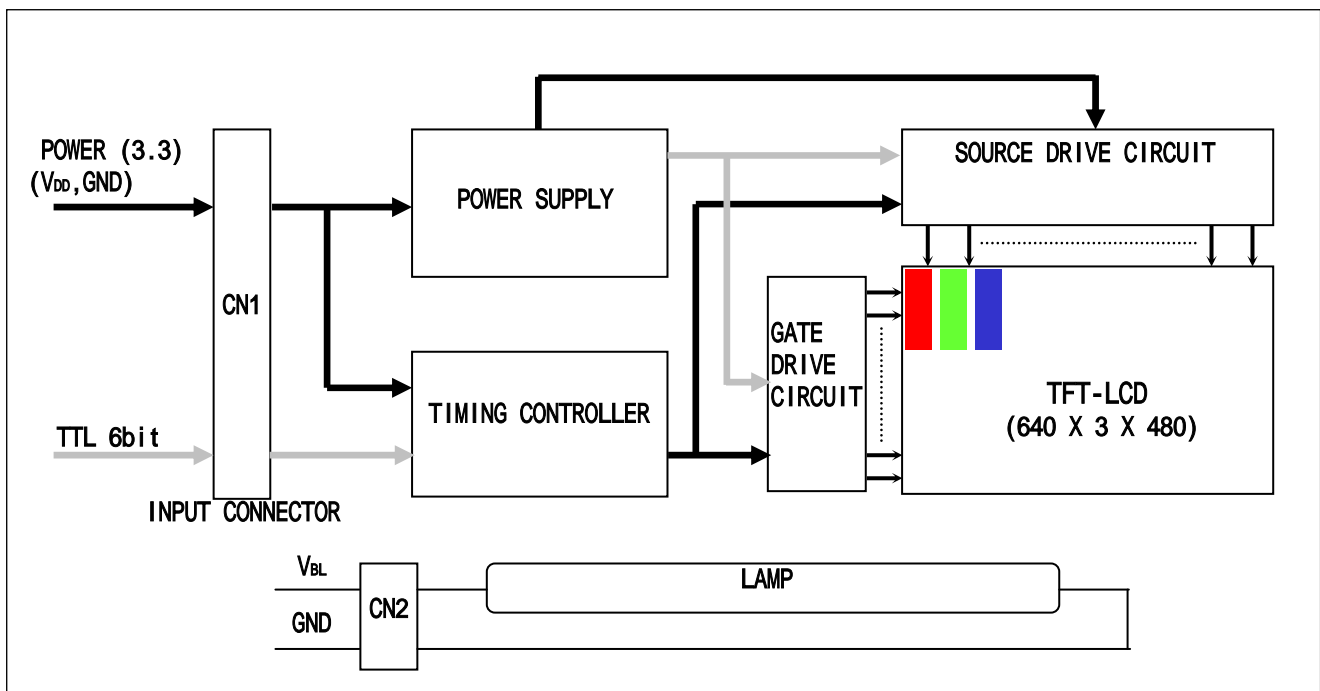 POWER (3.3)
(VDD,GND)
CN1
POWER SUPPLY
SOURCE DRIVE CIRCUIT
GATE
DRIVE
CIRCUIT
TIMING CONTROLLER
TFT-LCD
(640 X 3 X 480)
TTL 6bit
INPUT CONNECTOR
VBL
GND
CN2
LAMP